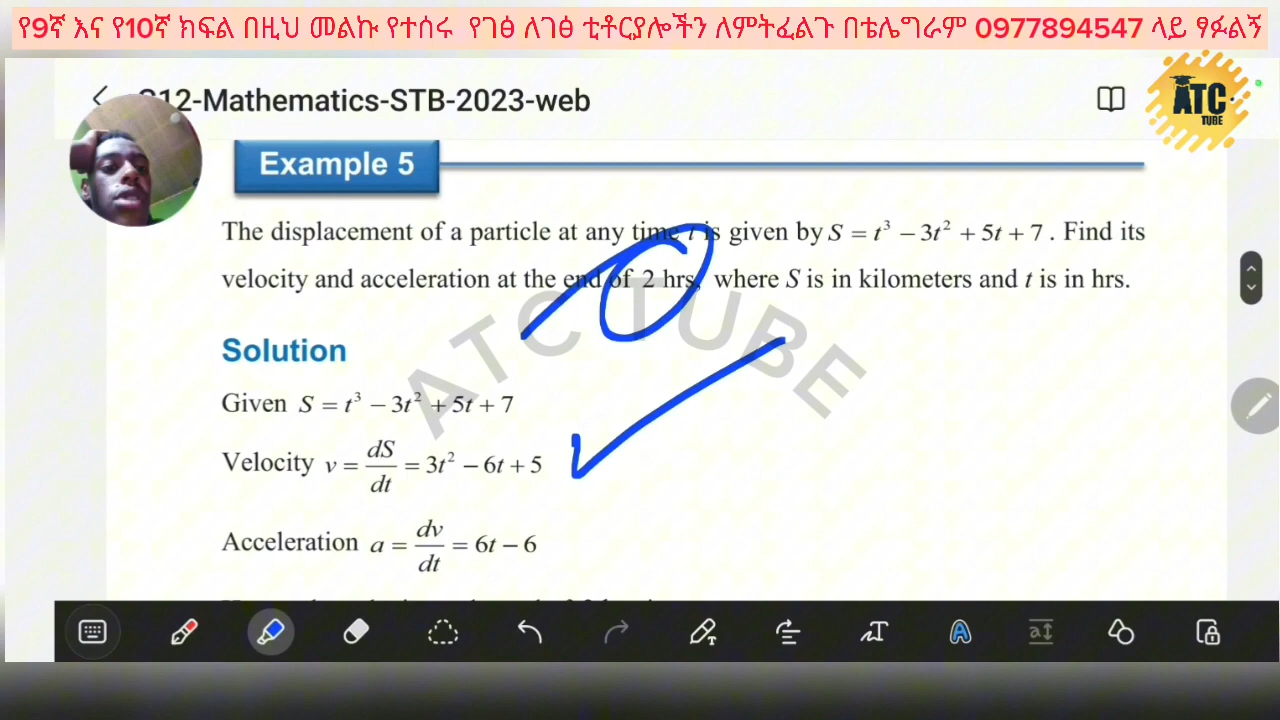 የ9ኛ እና የ10ኛ ክፍል በዚህ መልኩ የተሰሩ የገፅ ለገፅ ቲቶርያሎችን ለምትፈልጉ በቴሌግራም 0977894547 ላይ ፃፉልኝ
12-Mathematics-STB-2023-web
ATC
TUBE
Example 5
The displacement of a particle at any time t is given by S = t³ − 3t² + 5t + 7 . Find its
velocity and acceleration at the end of 2 hrs, where S is in kilometers and t is in hrs.
ATC TUBE
Solution
Given S = t³ − 3t² + 5t + 7
Velocity v = dS/dt = 3t² − 6t + 5
Acceleration a = dv/dt = 6t − 6